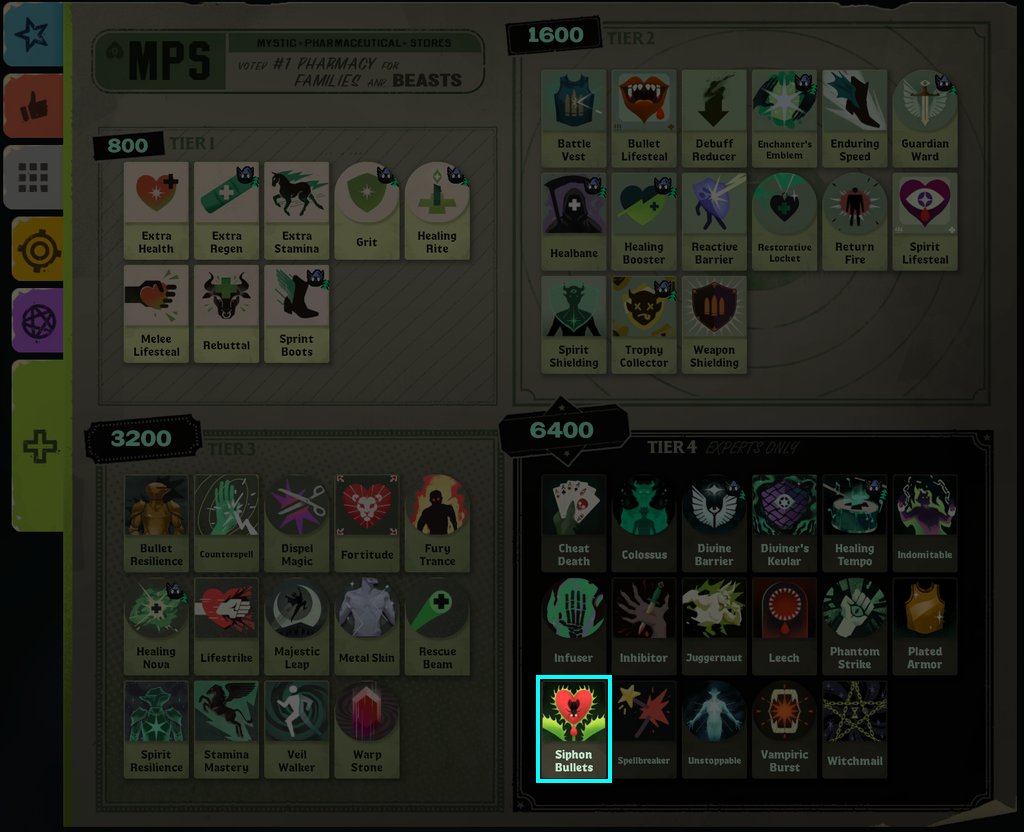 MPS
MYSTIC • PHARMACEUTICAL • STORES
VOTED #1 PHARMACY FOR
FAMILIES AND BEASTS
800
TIER 1
Extra
Health
Extra
Regen
Extra
Stamina
Grit
Healing
Rite
Melee
Lifesteal
Rebuttal
Sprint
Boots
1600
TIER 2
Battle
Vest
Bullet
Lifesteal
Debuff
Reducer
Enchanter's
Emblem
Enduring
Speed
Guardian
Ward
Healbane
Healing
Booster
Reactive
Barrier
Restorative
Locket
Return
Fire
Spirit
Lifesteal
Spirit
Shielding
Trophy
Collector
Weapon
Shielding
3200
TIER 3
Bullet
Resilience
Counterspell
Dispel
Magic
Fortitude
Fury
Trance
Healing
Nova
Lifestrike
Majestic
Leap
Metal Skin
Rescue
Beam
Spirit
Resilience
Stamina
Mastery
Veil
Walker
Warp
Stone
6400
TIER 4 EXPERTS ONLY
Cheat
Death
Colossus
Divine
Barrier
Diviner's
Kevlar
Healing
Tempo
Indomitable
Infuser
Inhibitor
Juggernaut
Leech
Phantom
Strike
Plated
Armor
Siphon
Bullets
Spellbreaker
Unstoppable
Vampiric
Burst
Witchmail